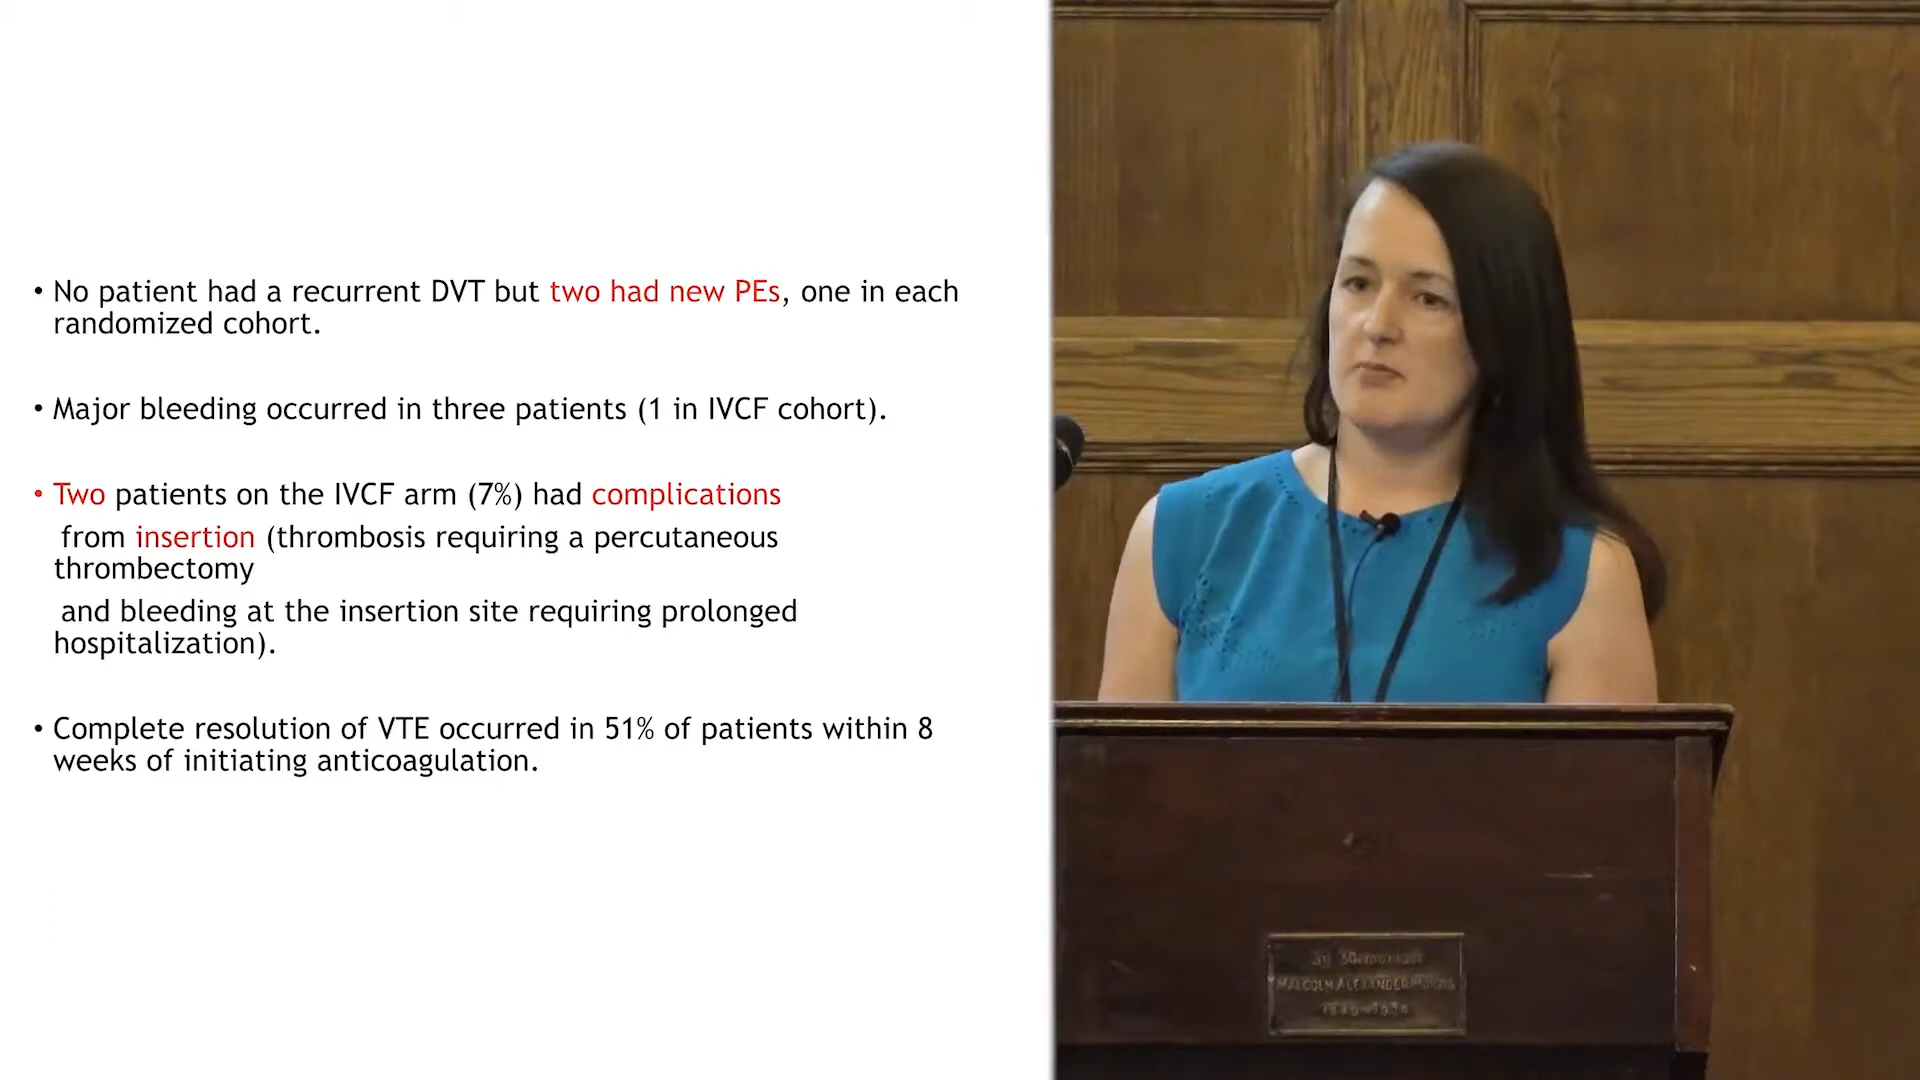 • No patient had a recurrent DVT but two had new PEs, one in each
randomized cohort.
• Major bleeding occurred in three patients (1 in IVCF cohort).
• Two patients on the IVCF arm (7%) had complications
from insertion (thrombosis requiring a percutaneous
thrombectomy
and bleeding at the insertion site requiring prolonged
hospitalization).
• Complete resolution of VTE occurred in 51% of patients within 8
weeks of initiating anticoagulation.
MALCOLM ALEXANDER